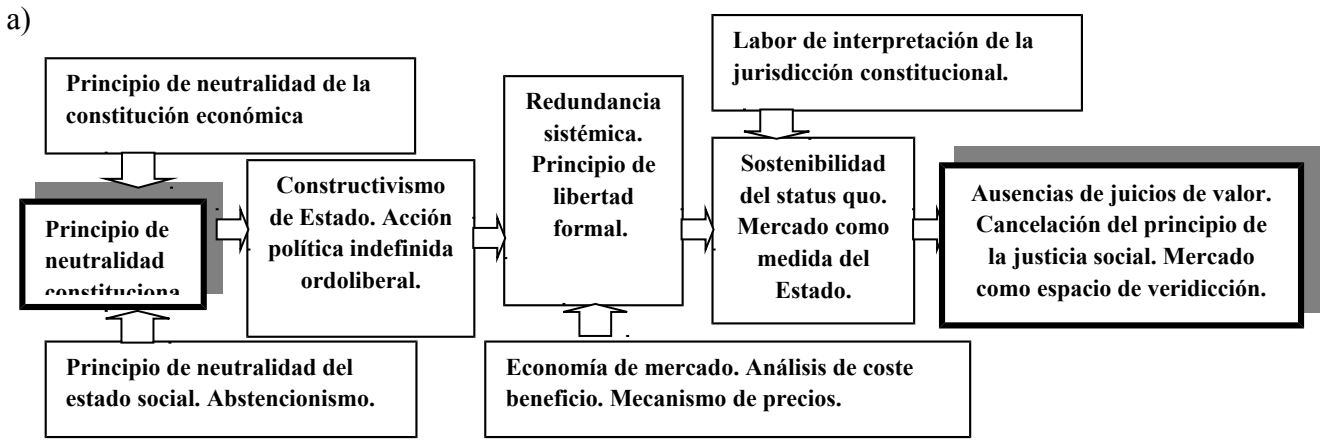 a)
Principio de neutralidad de la
constitución económica
Principio de
neutralidad
constituciona
Principio de neutralidad del
estado social. Abstencionismo.
Constructivismo
de Estado. Acción
política indefinida
ordoliberal.
Redundancia
sistémica.
Principio de
libertad
formal.
Economía de mercado. Análisis de coste
beneficio. Mecanismo de precios.
Labor de interpretación de la
jurisdicción constitucional.
Sostenibilidad
del status quo.
Mercado como
medida del
Estado.
Ausencias de juicios de valor.
Cancelación del principio de
la justicia social. Mercado
como espacio de veridicción.